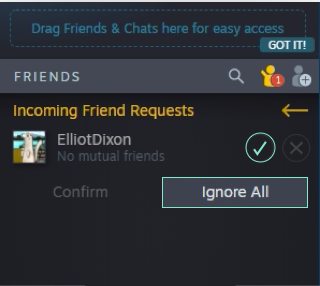 Drag Friends & Chats here for easy access
GOT IT!
FRIENDS
1
Incoming Friend Requests
ElliotDixon
No mutual friends
Confirm
Ignore All